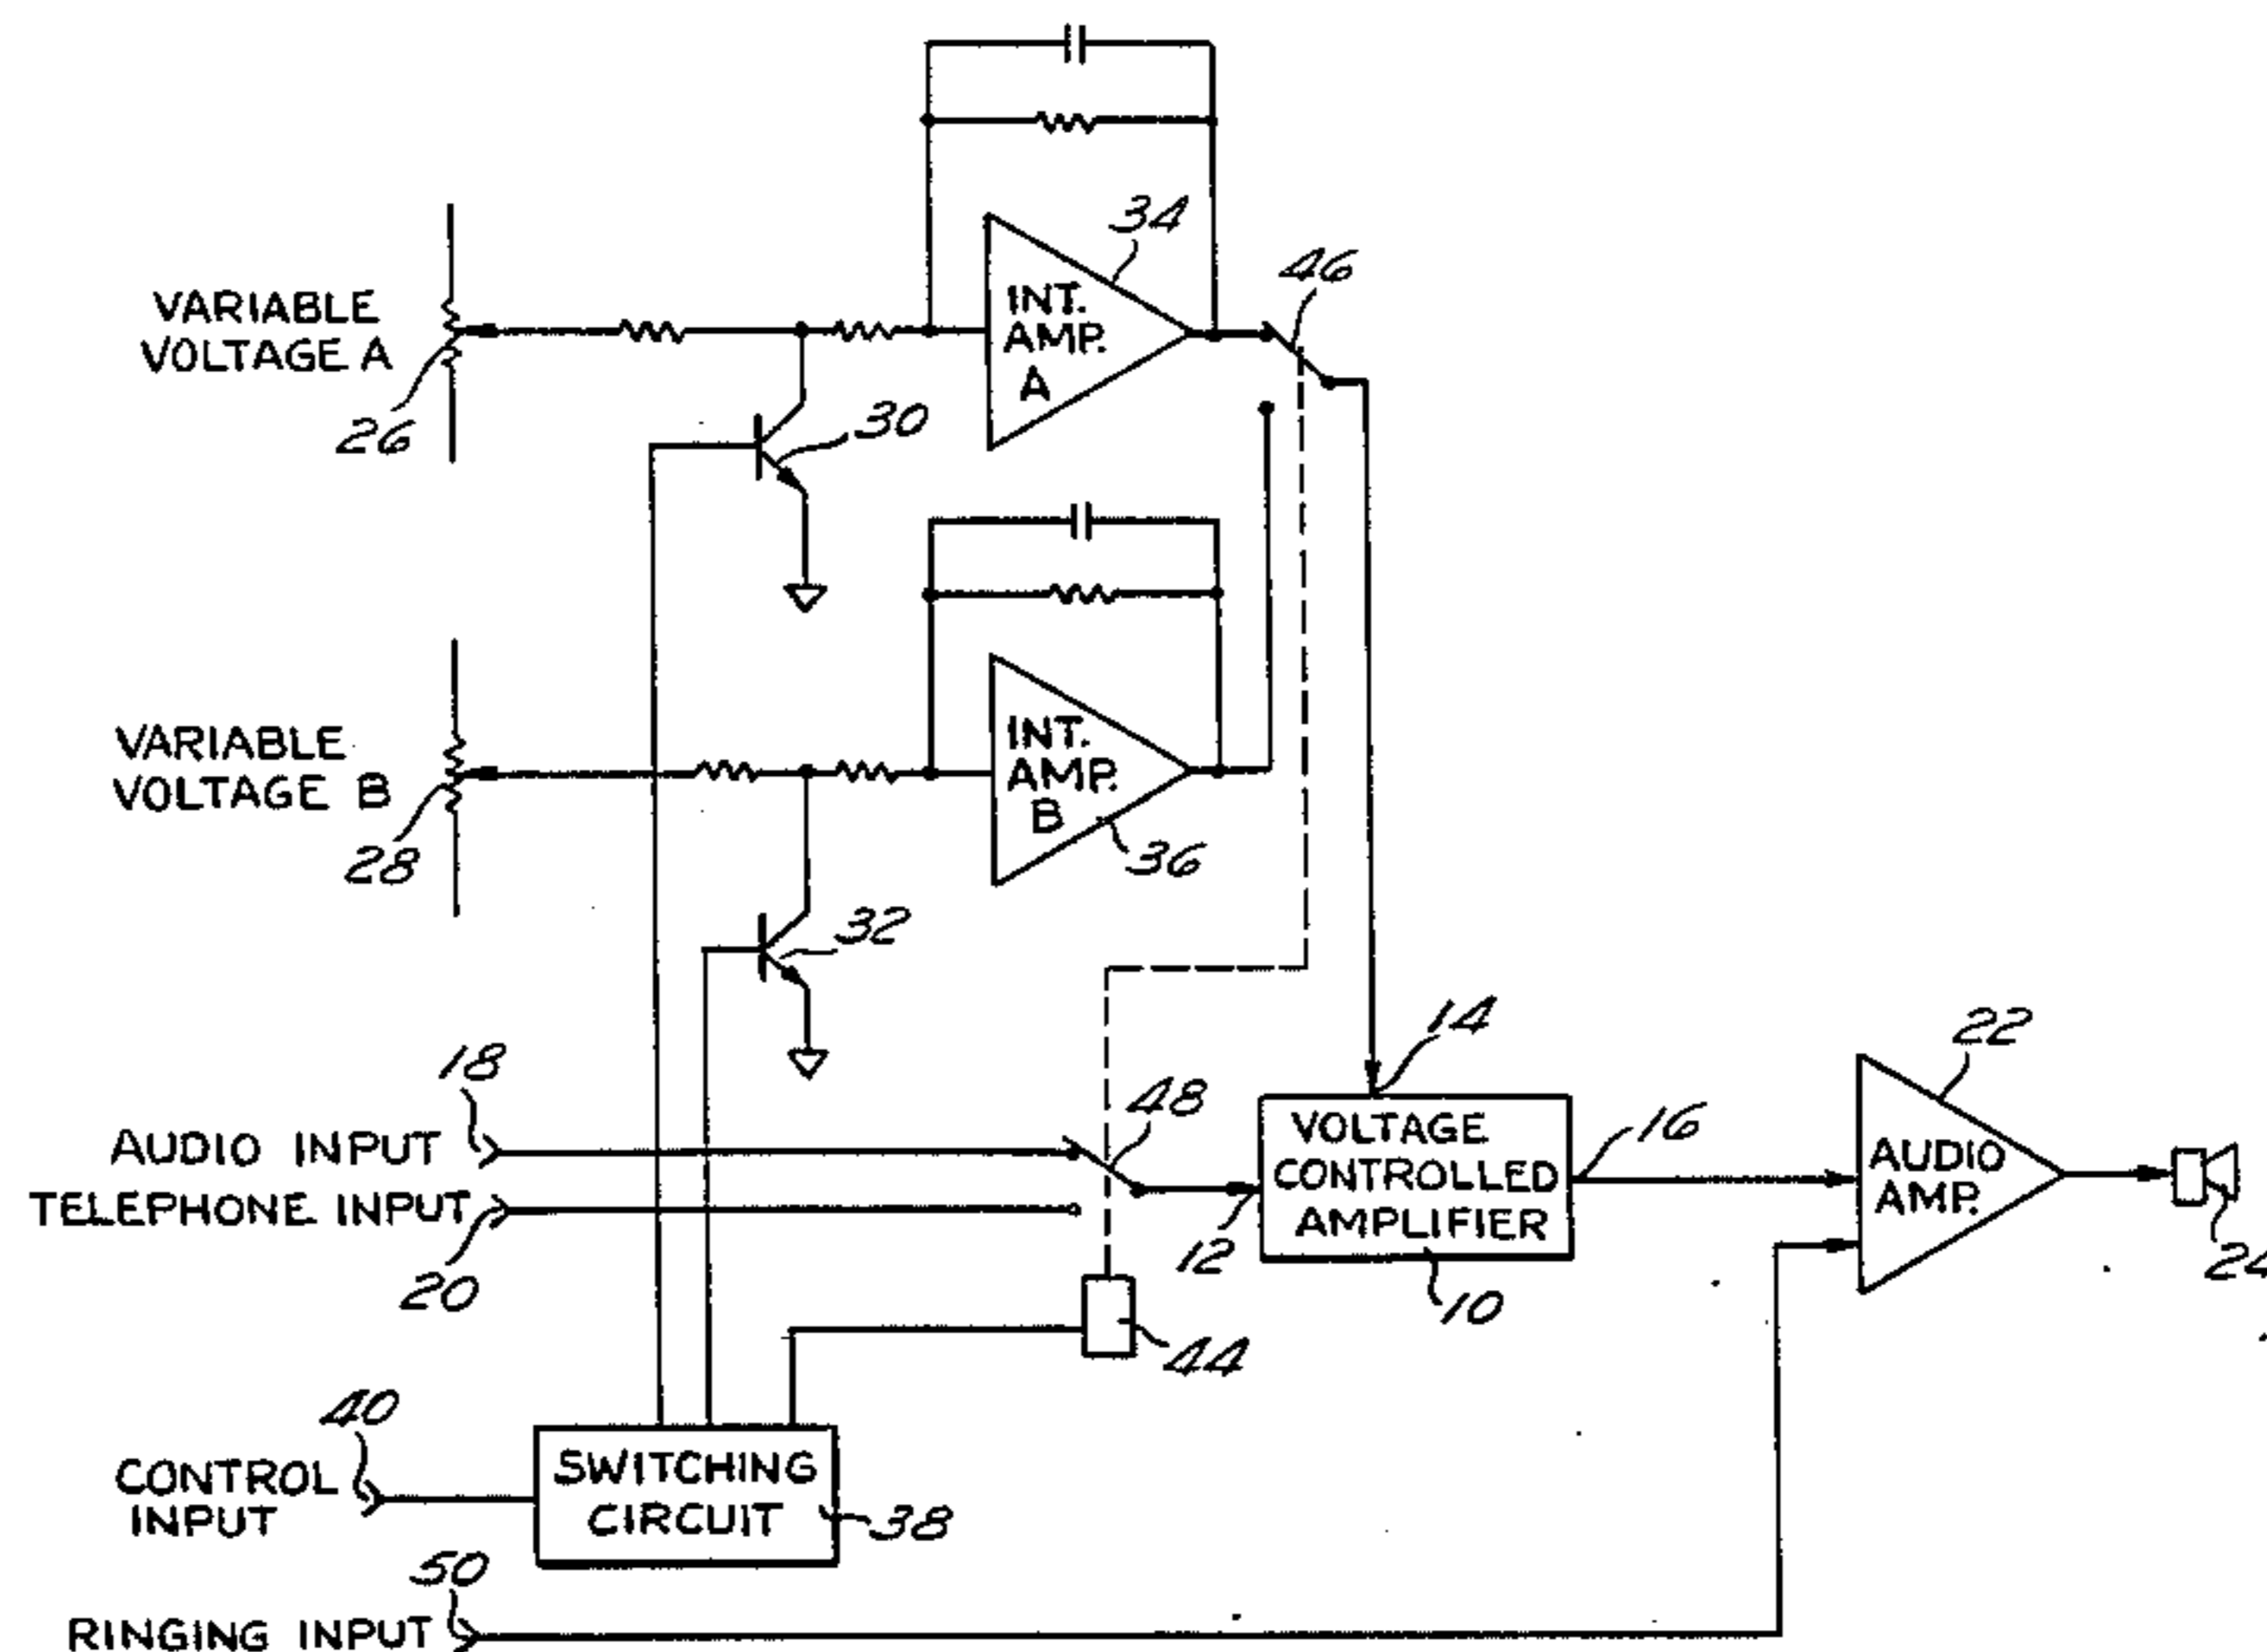 34
46
VARIABLE
VOLTAGE A
INT.
AMP.
A
26
30
VARIABLE
VOLTAGE B
INT.
AMP.
B
28
36
32
18
14
22
48
16
AUDIO INPUT
TELEPHONE INPUT
VOLTAGE
CONTROLLED
AMPLIFIER
AUDIO
AMP.
20
12
10
24
44
40
CONTROL
INPUT
SWITCHING
CIRCUIT
38
50
RINGING INPUT